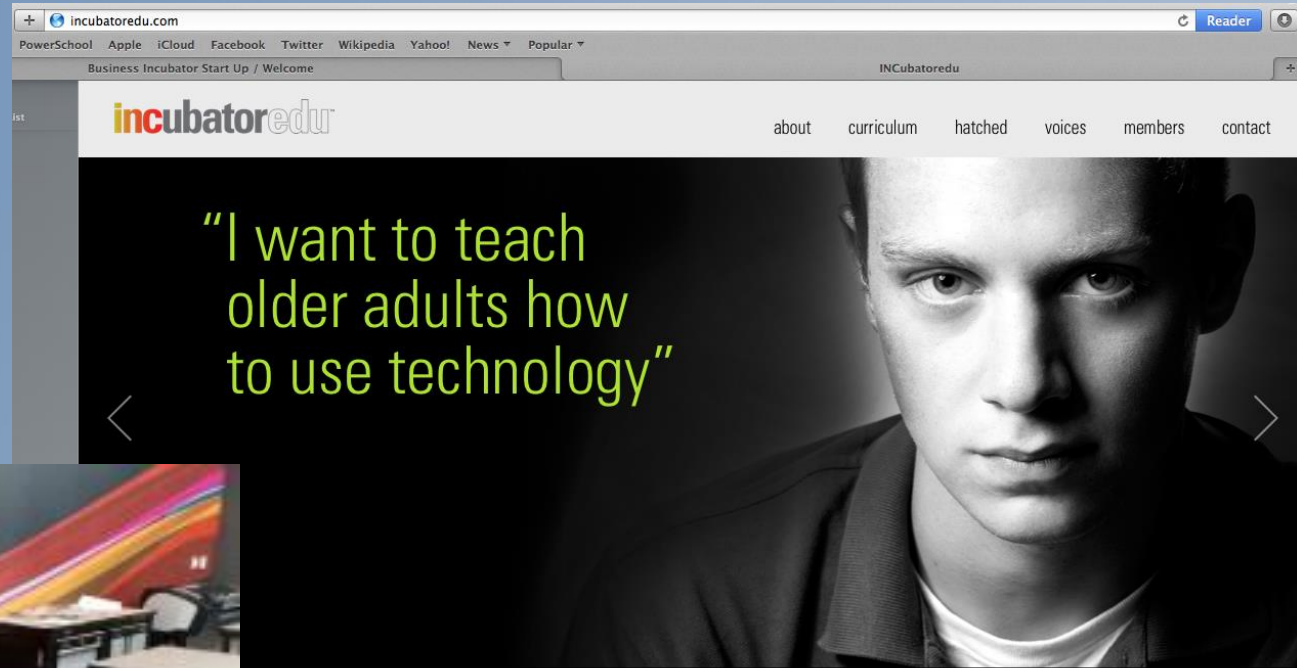 incubatoredu.com
Reader
PowerSchool Apple iCloud Facebook Twitter Wikipedia Yahoo! News Popular
Business Incubator Start Up / Welcome
INCubatoredu
ist
incubatoredu
about curriculum hatched voices members contact
“I want to teach
older adults how
to use technology”